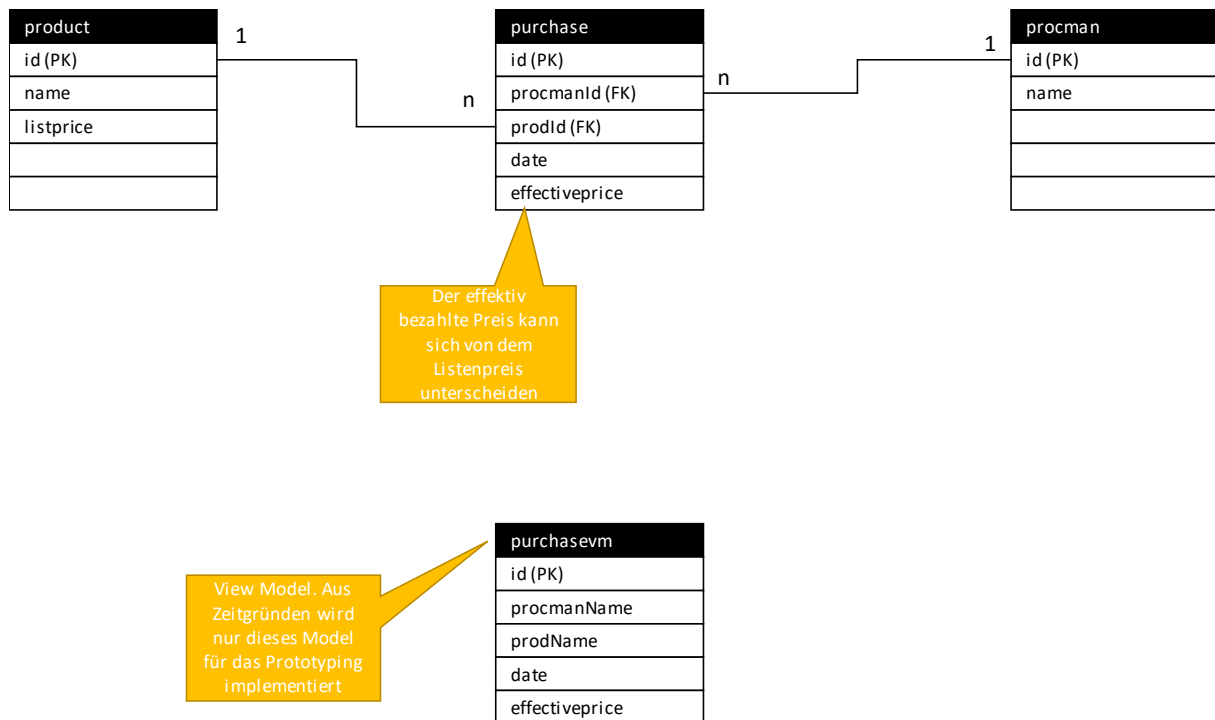 product
id (PK)
name
listprice
1
n
purchase
id (PK)
procmanId (FK)
prodId (FK)
date
effectiveprice
n
1
procman
id (PK)
name
Der effektiv
bezahlte Preis kann
sich von dem
Listenpreis
unterscheiden
View Model. Aus
Zeitgründen wird
nur dieses Model
für das Prototyping
implementiert
purchasevm
id (PK)
procmanName
prodName
date
effectiveprice